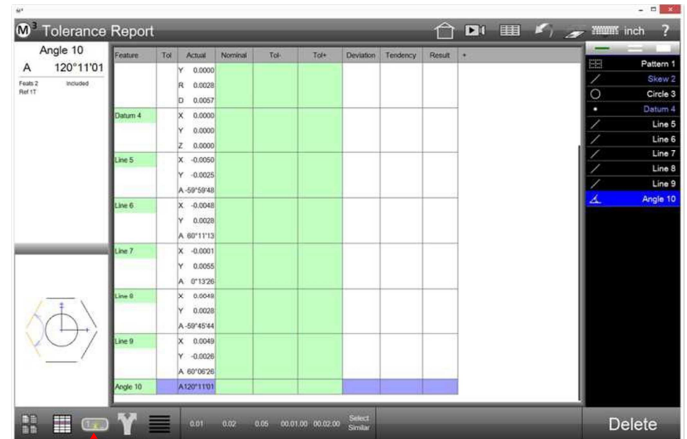 M³
M³ Tolerance Report
inch ?
Angle 10
A 120°11'01
Feats 2 Included
Ref 1T
Feature Tol Actual Nominal Tol- Tol+ Deviation Tendency Result +
Y 0.0000
R 0.0028
D 0.0057
Datum 4 X 0.0000
Y 0.0000
Z 0.0000
Line 5 X -0.0050
Y -0.0025
A -59°59'48
Line 6 X -0.0048
Y 0.0028
A 60°11'13
Line 7 X -0.0001
Y 0.0055
A 0°13'26
Line 8 X 0.0048
Y 0.0028
A -59°45'44
Line 9 X 0.0049
Y -0.0026
A 60°06'26
Angle 10 A120°11'01
Pattern 1
Skew 2
Circle 3
Datum 4
Line 5
Line 6
Line 7
Line 8
Line 9
Angle 10
0.01 0.02 0.05 00.01.00 00.02.00 Select Similar
Delete